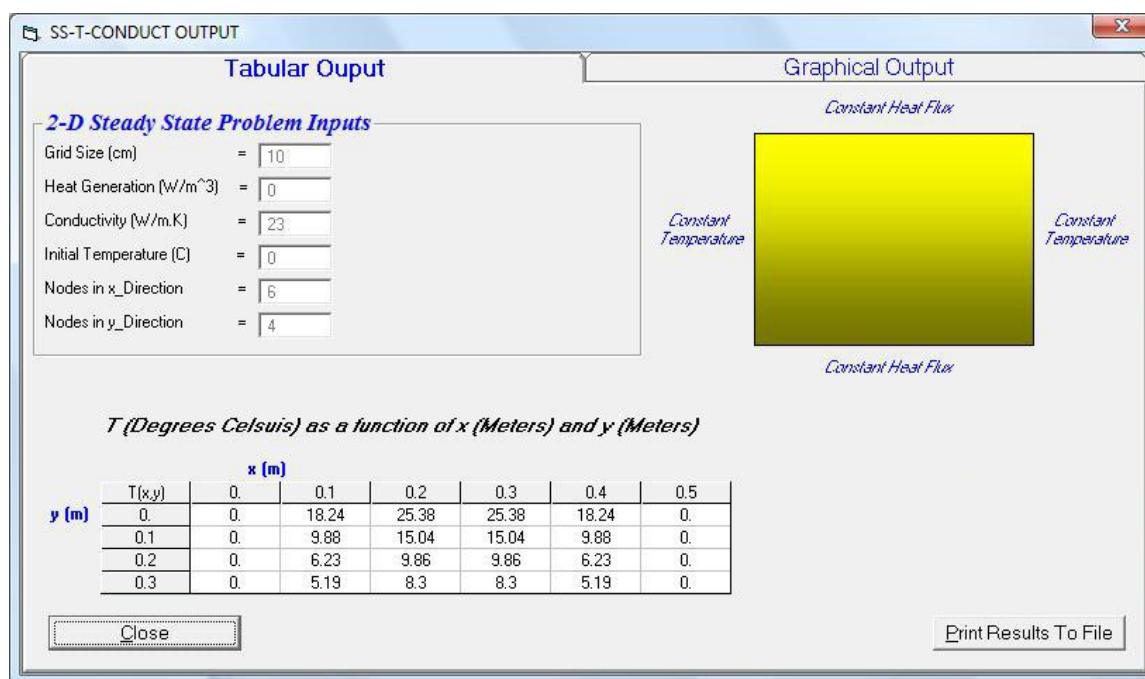 SS-T-CONDUCT OUTPUT
Tabular Ouput
Graphical Output
2-D Steady State Problem Inputs
Grid Size (cm) = 10
Heat Generation (W/m^3) = 0
Conductivity (W/m.K) = 23
Initial Temperature (C) = 0
Nodes in x_Direction = 6
Nodes in y_Direction = 4
Constant Heat Flux
Constant
Temperature
Constant
Temperature
Constant Heat Flux
T (Degrees Celsuis) as a function of x (Meters) and y (Meters)
x (m)
T(x,y) 0. 0.1 0.2 0.3 0.4 0.5
y (m) 0. 0. 18.24 25.38 25.38 18.24 0.
0.1 0. 9.88 15.04 15.04 9.88 0.
0.2 0. 6.23 9.86 9.86 6.23 0.
0.3 0. 5.19 8.3 8.3 5.19 0.
Close
Print Results To File